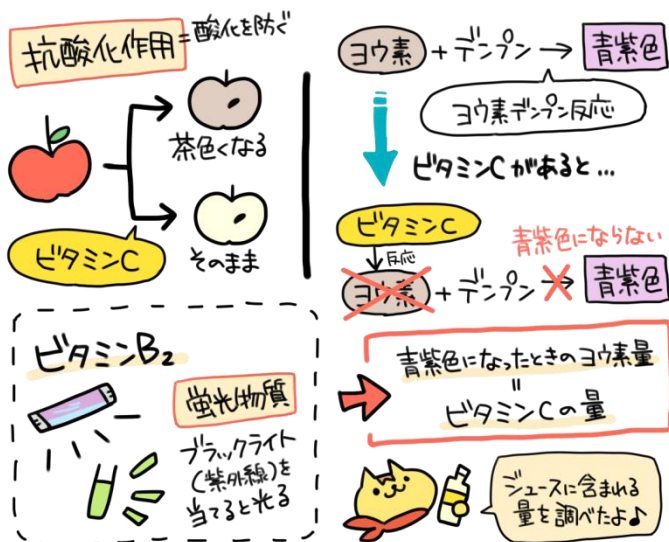 抗酸化作用=酸化を防ぐ
茶色くなる
ビタミンC
そのまま
ヨウ素+デンプン→青紫色
ヨウ素デンプン反応
ビタミンCがあると…
ビタミンC
反応
青紫色にならない
ヨウ素+デンプン→青紫色
ビタミンB₂
蛍光物質
ブラックライト
(紫外線)を
当てると光る
青紫色になったときのヨウ素量
=
ビタミンCの量
ジュースに含まれる
量を調べたよ♪